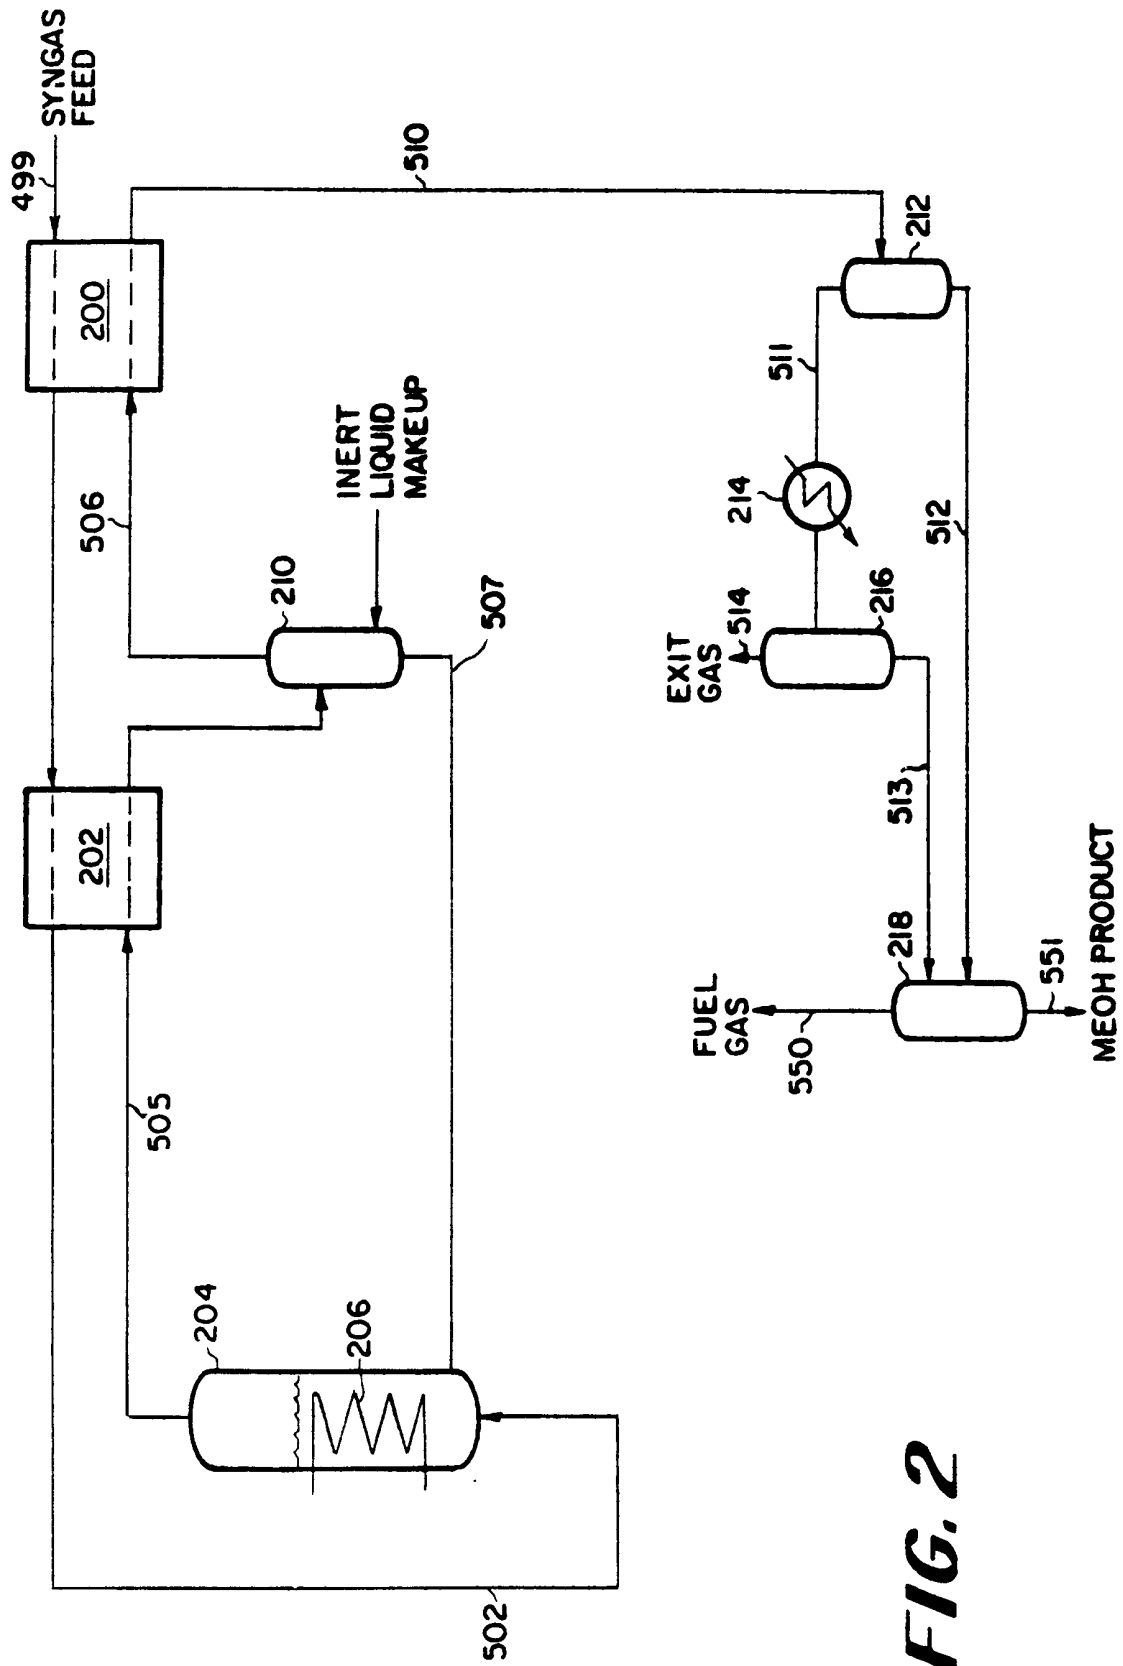 SYNGAS
FEED
499
200
510
506
INERT
LIQUID
MAKEUP
210
507
202
505
204
206
502
212
511
214
512
216
EXIT
GAS
514
513
218
FUEL
GAS
550
551
MEOH PRODUCT
FIG. 2